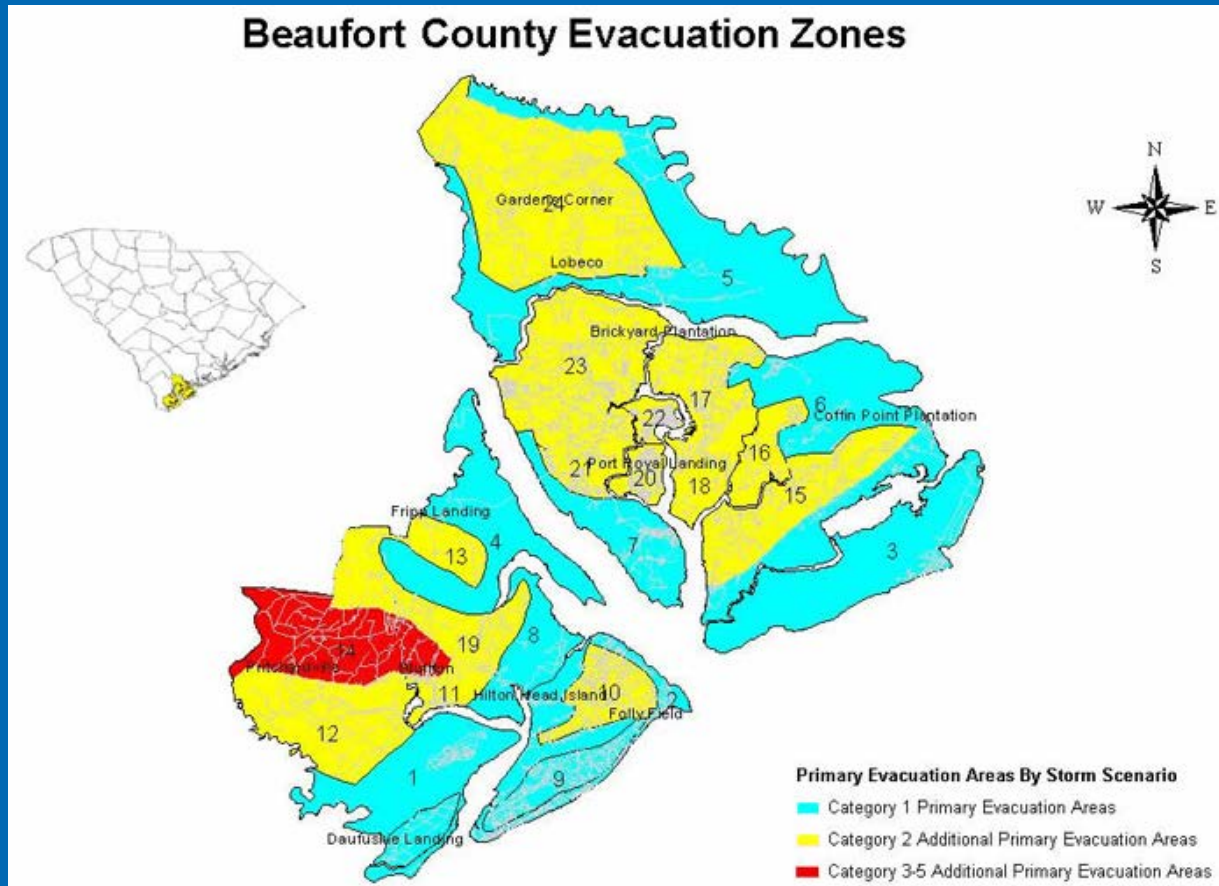 Beaufort County Evacuation Zones
N
W E
S
Gardens Corner
24
Lobeco
5
Brickyard Plantation
23
17
6
22
Coffin Point Plantation
16
Port Royal Landing
21
20
18
15
Fripp Landing
4
7
3
13
14
19
8
Pritchardville
Bluffton
11
10
2
Hilton Head Island
Folly Field
12
1
9
Daufuskie Landing
Primary Evacuation Areas By Storm Scenario
Category 1 Primary Evacuation Areas
Category 2 Additional Primary Evacuation Areas
Category 3-5 Additional Primary Evacuation Areas